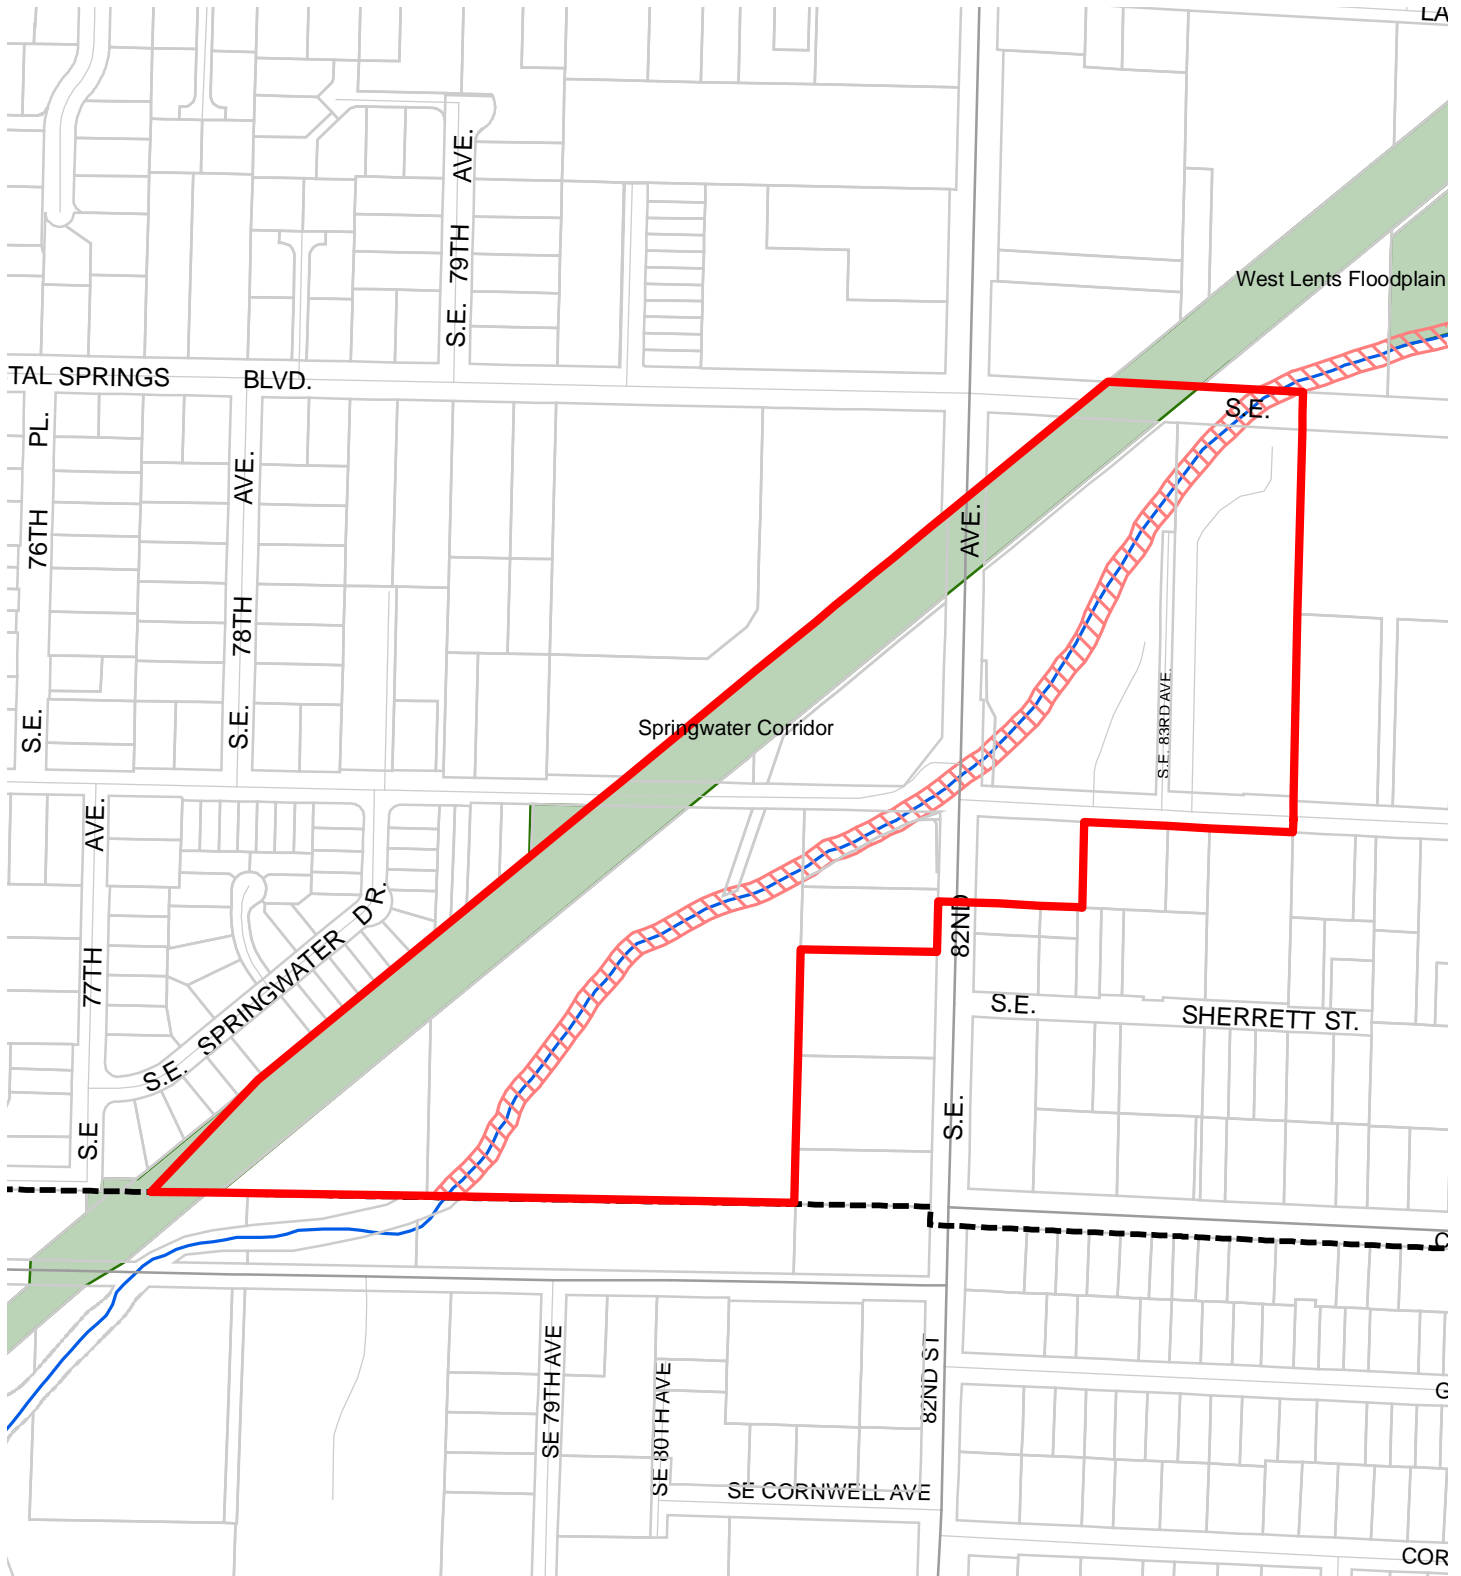 LA
S.E. 79TH AVE.
West Lents Floodplain
TAL SPRINGS BLVD.
S.E.
S.E. 76TH PL.
S.E. 78TH AVE.
AVE.
S.E. 83RD AVE.
Springwater Corridor
S.E 77TH AVE.
S.E. SPRINGWATER DR.
S.E. 82ND
S.E. SHERRETT ST.
C
SE 79TH AVE
SE 80TH AVE
82ND ST
G
SE CORNWELL AVE
COR